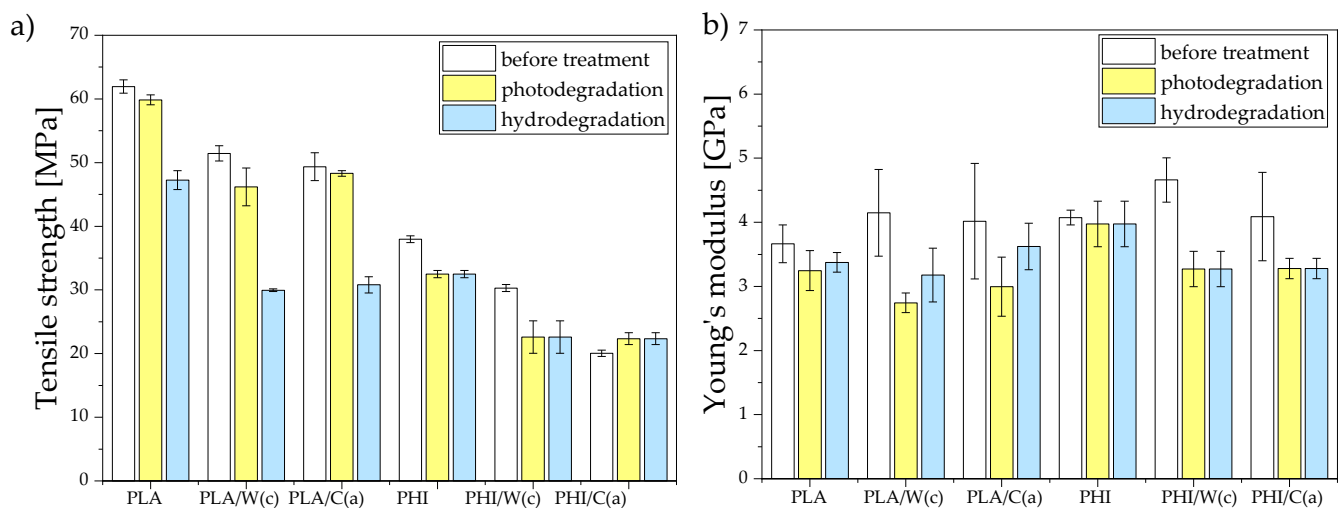 a)
Tensile strength [MPa]
70
60
50
40
30
20
10
0
before treatment
photodegradation
hydrodegradation
PLA
PLA/W(c)
PLA/C(a)
PHI
PHI/W(c)
PHI/C(a)
b)
Young's modulus [GPa]
7
6
5
4
3
2
1
0
before treatment
photodegradation
hydrodegradation
PLA
PLA/W(c)
PLA/C(a)
PHI
PHI/W(c)
PHI/C(a)